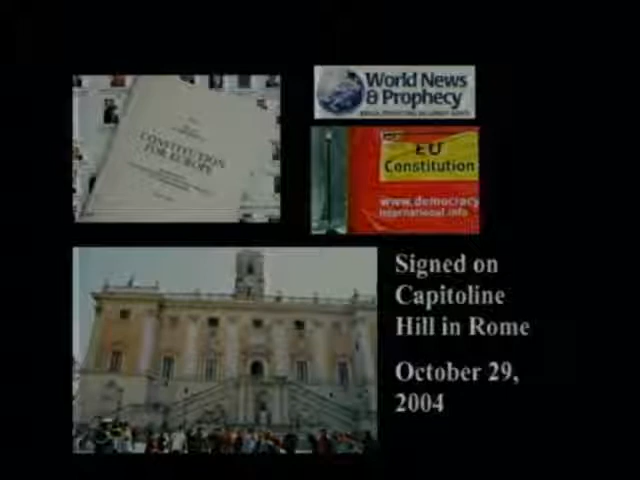 World News
& Prophecy
CONSTITUTION
FOR EUROPE
EU
Constitution
www.democracy
international.info
Signed on
Capitoline
Hill in Rome
October 29,
2004